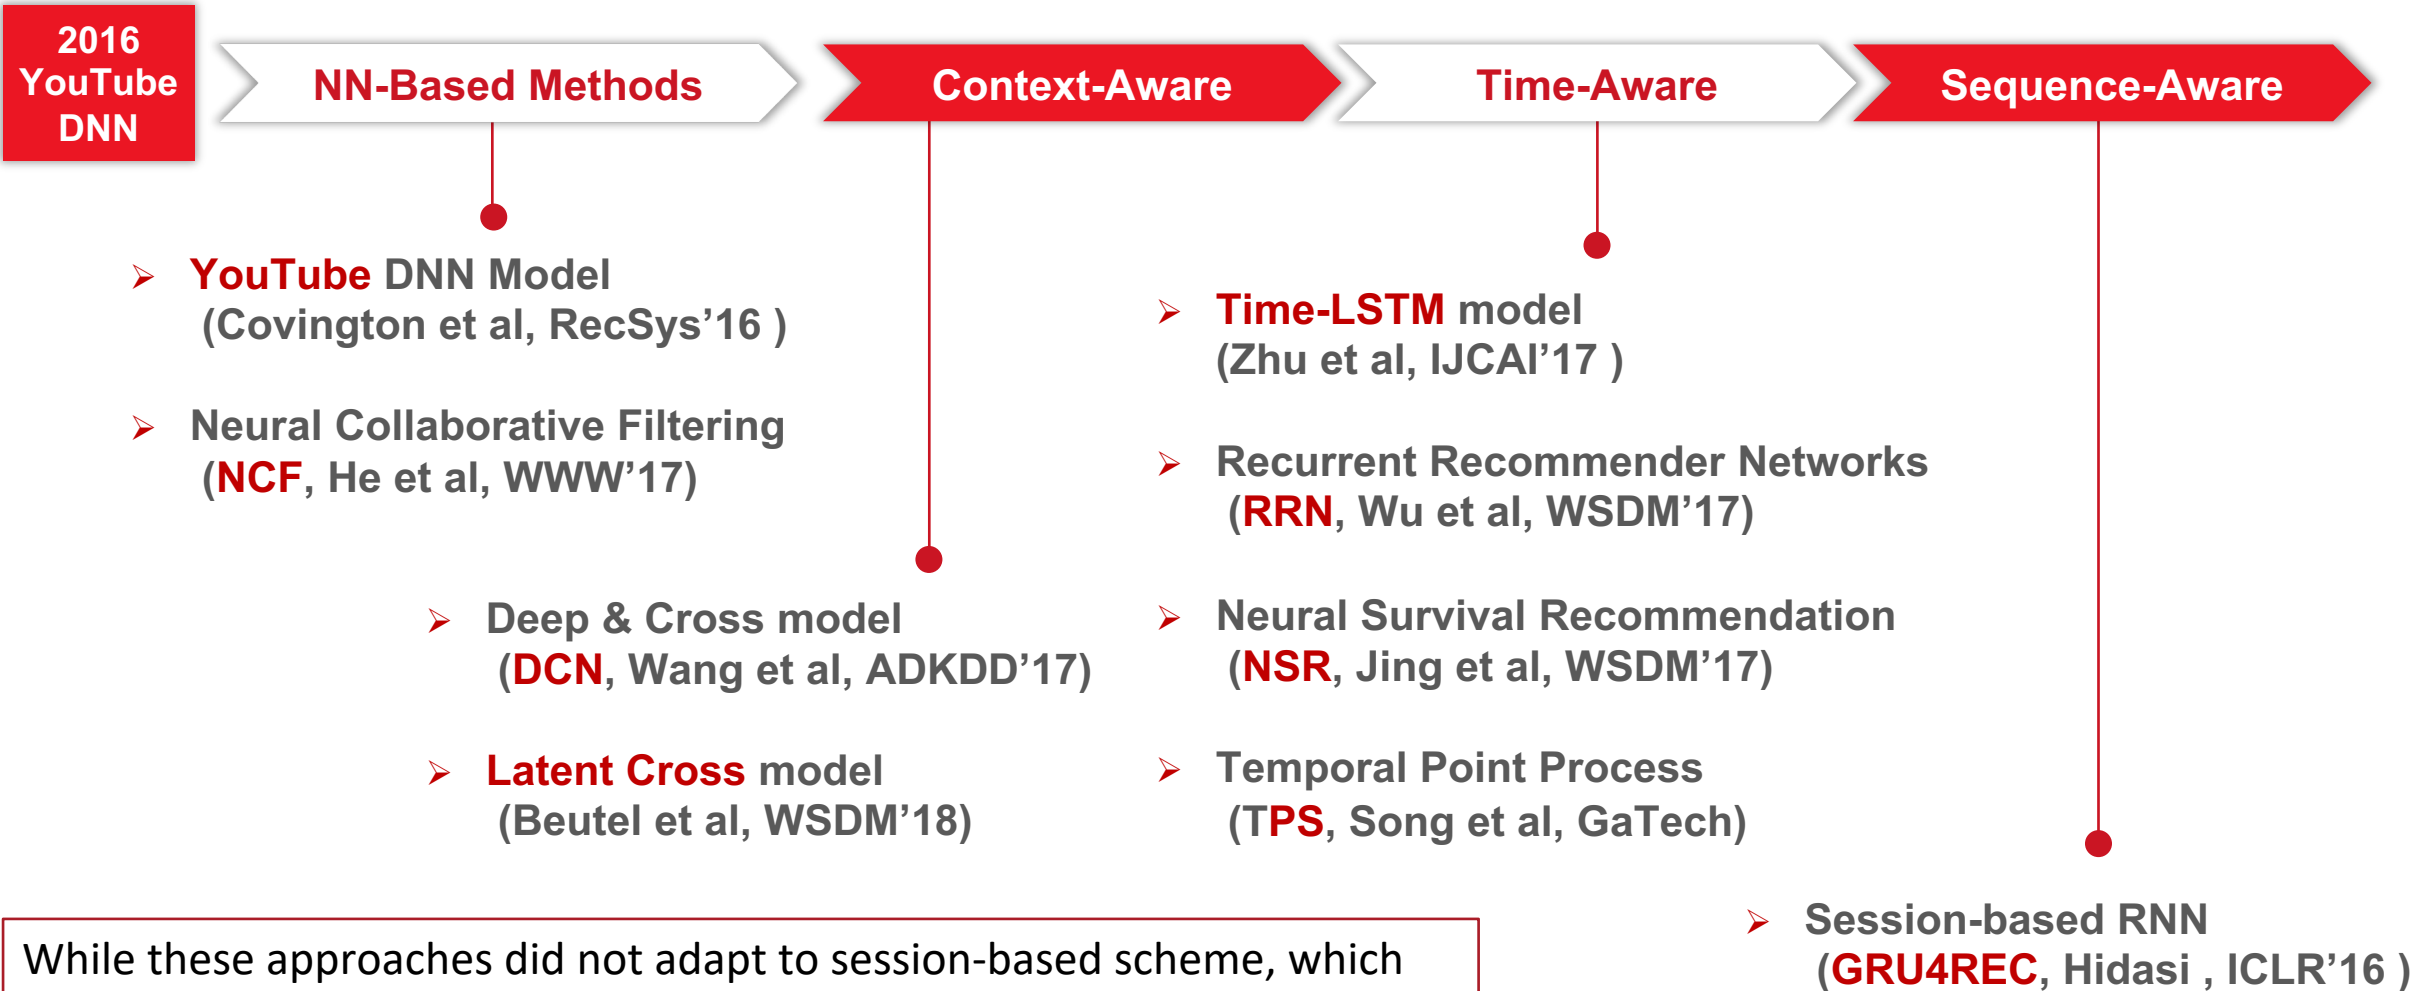 2016
YouTube
DNN
NN-Based Methods
Context-Aware
Time-Aware
Sequence-Aware
➢ YouTube DNN Model
(Covington et al, RecSys’16 )
➢ Neural Collaborative Filtering
(NCF, He et al, WWW’17)
➢ Deep & Cross model
(DCN, Wang et al, ADKDD’17)
➢ Latent Cross model
(Beutel et al, WSDM’18)
➢ Time-LSTM model
(Zhu et al, IJCAI’17 )
➢ Recurrent Recommender Networks
(RRN, Wu et al, WSDM’17)
➢ Neural Survival Recommendation
(NSR, Jing et al, WSDM’17)
➢ Temporal Point Process
(TPS, Song et al, GaTech)
➢ Session-based RNN
(GRU4REC, Hidasi , ICLR’16 )
While these approaches did not adapt to session-based scheme, which